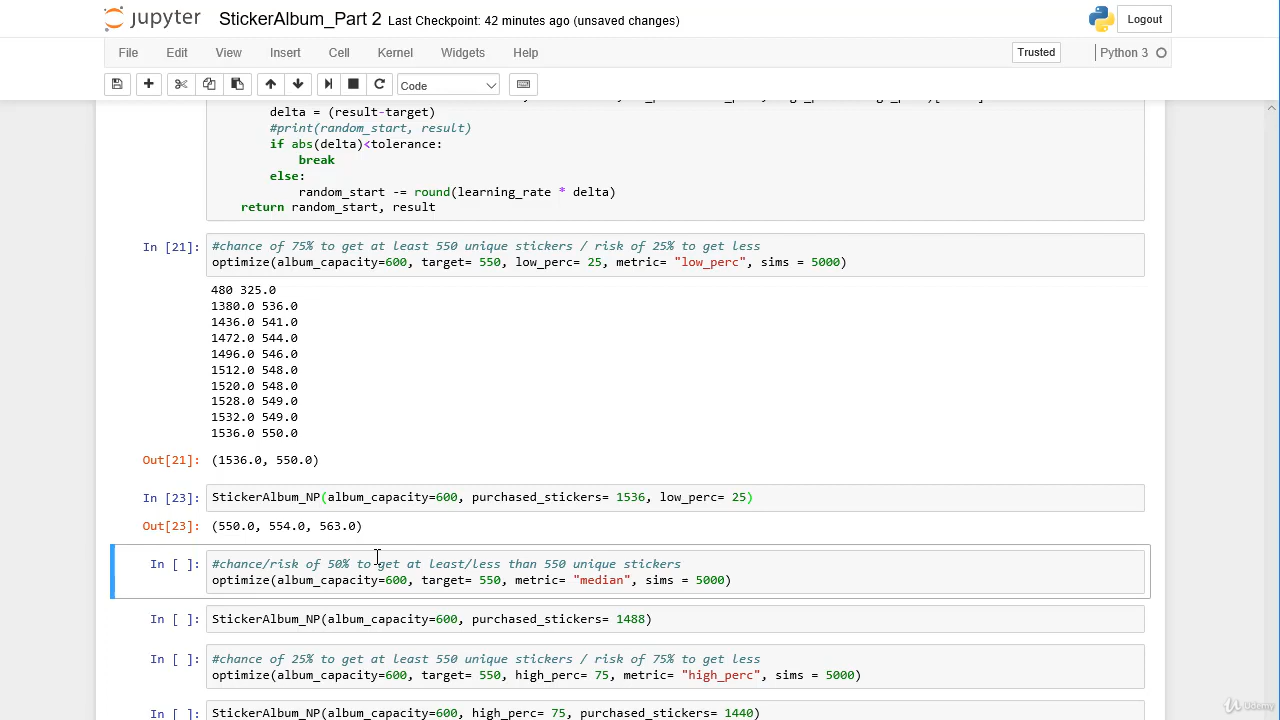 jupyter StickerAlbum_Part 2 Last Checkpoint: 42 minutes ago (unsaved changes) Logout
File Edit View Insert Cell Kernel Widgets Help Trusted Python 3
Code
delta = (result-target)
#print(random_start, result)
if abs(delta)<tolerance:
break
else:
random_start -= round(learning_rate * delta)
return random_start, result
In [21]: #chance of 75% to get at least 550 unique stickers / risk of 25% to get less
optimize(album_capacity=600, target= 550, low_perc= 25, metric= "low_perc", sims = 5000)
480 325.0
1380.0 536.0
1436.0 541.0
1472.0 544.0
1496.0 546.0
1512.0 548.0
1520.0 548.0
1528.0 549.0
1532.0 549.0
1536.0 550.0
Out[21]: (1536.0, 550.0)
In [23]: StickerAlbum_NP(album_capacity=600, purchased_stickers= 1536, low_perc= 25)
Out[23]: (550.0, 554.0, 563.0)
In [ ]: #chance/risk of 50% to get at least/less than 550 unique stickers
optimize(album_capacity=600, target= 550, metric= "median", sims = 5000)
In [ ]: StickerAlbum_NP(album_capacity=600, purchased_stickers= 1488)
In [ ]: #chance of 25% to get at least 550 unique stickers / risk of 75% to get less
optimize(album_capacity=600, target= 550, high_perc= 75, metric= "high_perc", sims = 5000)
In [ ]: StickerAlbum_NP(album_capacity=600, high_perc= 75, purchased_stickers= 1440)
Udemy